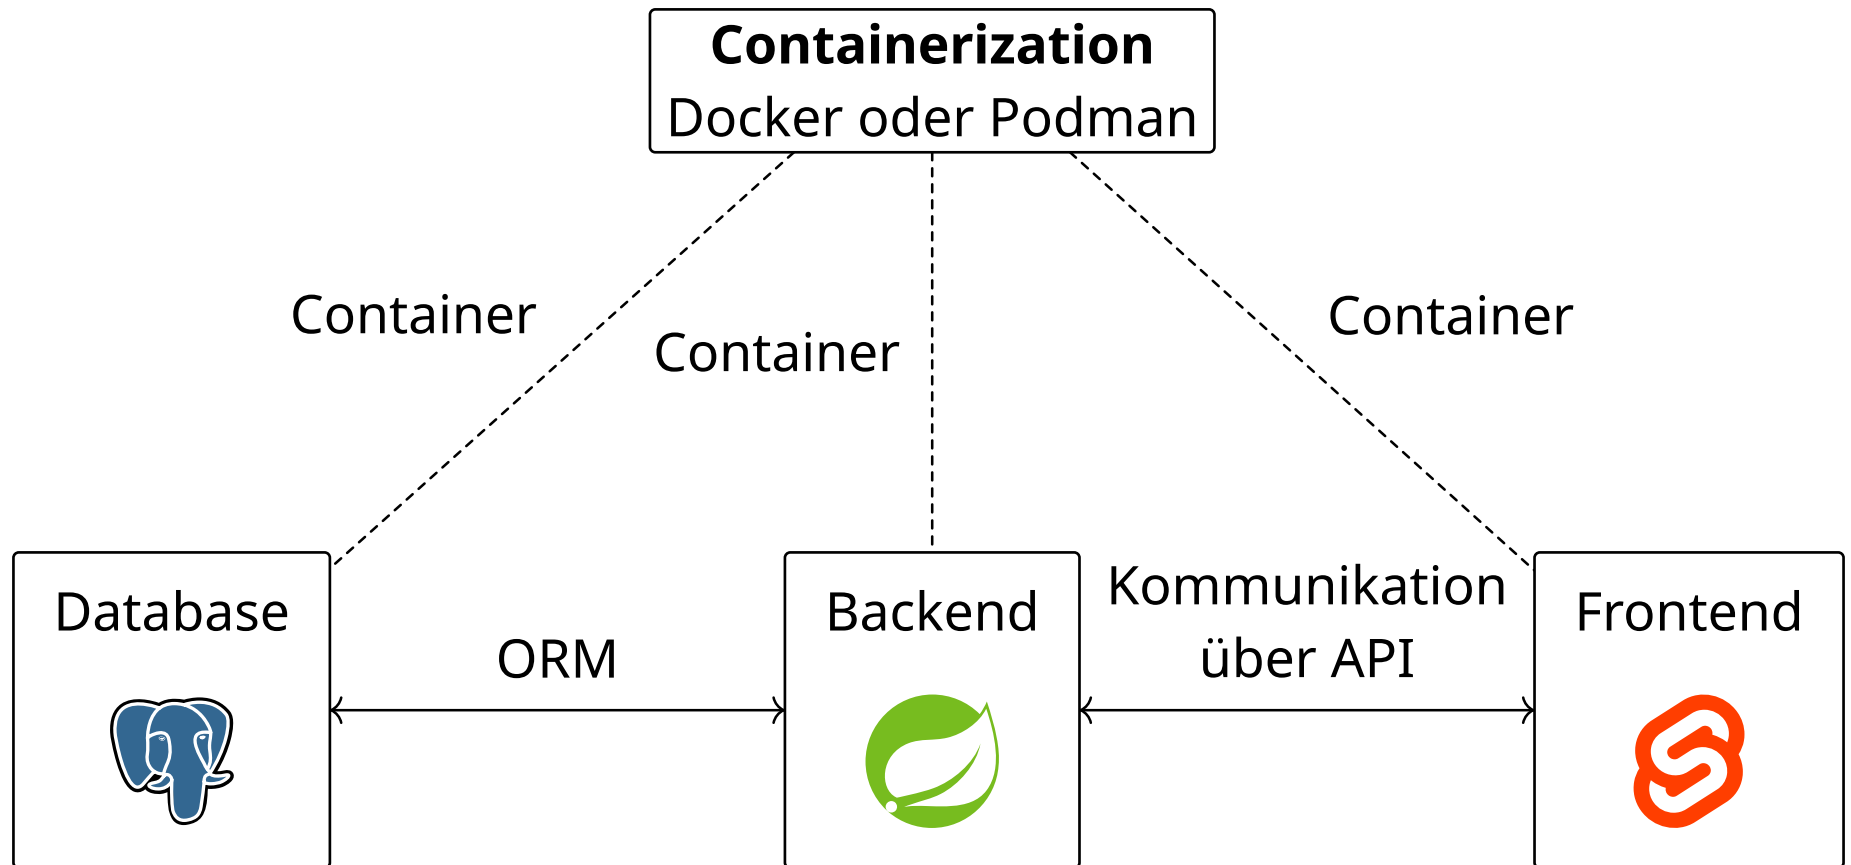 Containerization
Docker oder Podman
Container
Container
Container
Database
ORM
Backend
Kommunikation
über API
Frontend